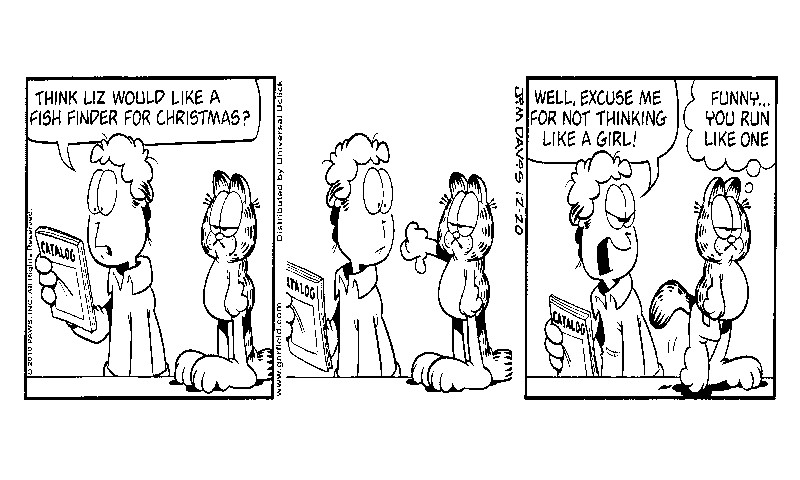 THINK LIZ WOULD LIKE A
FISH FINDER FOR CHRISTMAS?
CATALOG
© 2010 PAWS, INC. All Rights Reserved.
www.garfield.com
Distributed by Universal Uclick
CATALOG
JIM DAVIS 12-20
WELL, EXCUSE ME
FOR NOT THINKING
LIKE A GIRL!
FUNNY...
YOU RUN
LIKE ONE
CATALOG